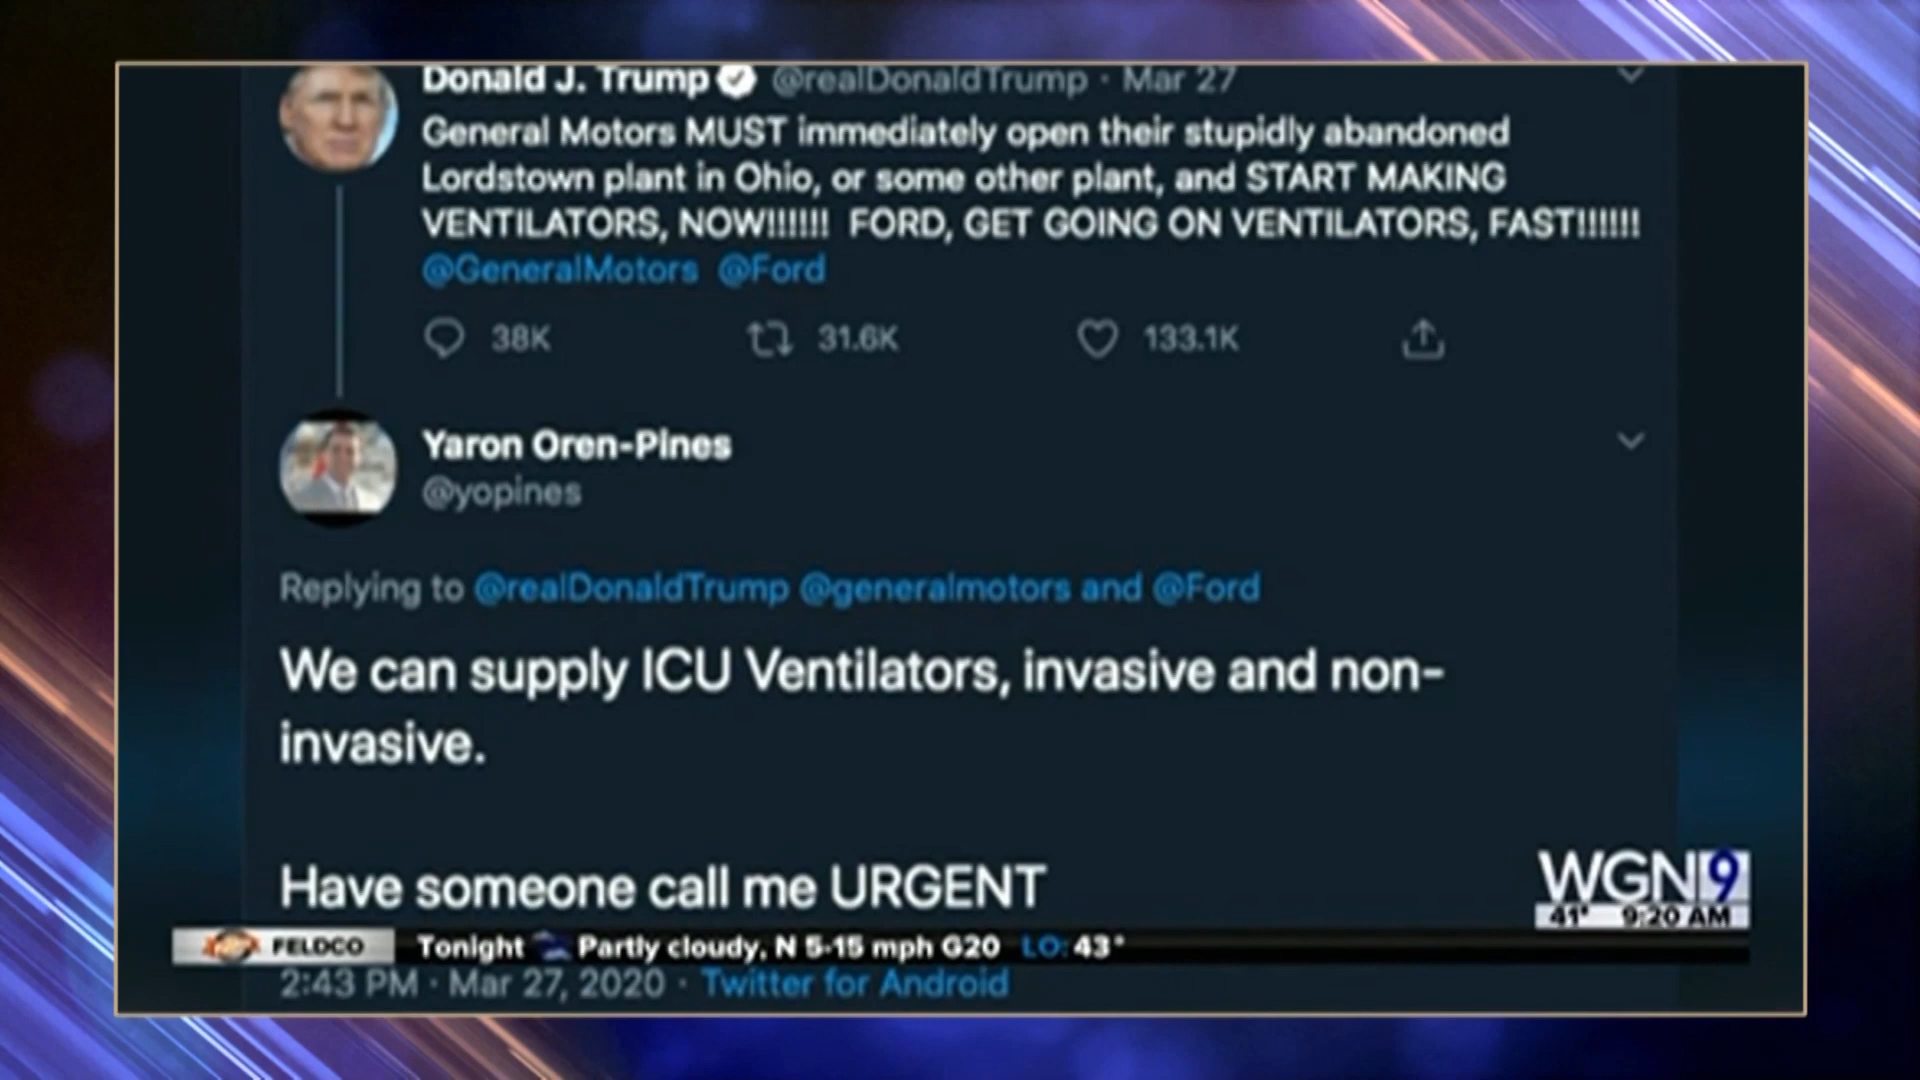 Donald J. Trump @realDonaldTrump · Mar 27
General Motors MUST immediately open their stupidly abandoned
Lordstown plant in Ohio, or some other plant, and START MAKING
VENTILATORS, NOW!!!!!! FORD, GET GOING ON VENTILATORS, FAST!!!!!!
@GeneralMotors @Ford
38K 31.6K 133.1K
Yaron Oren-Pines
@yopines
Replying to @realDonaldTrump @generalmotors and @Ford
We can supply ICU Ventilators, invasive and non-
invasive.
Have someone call me URGENT
WGN9
41° 9:20 AM
FELDCO Tonight Partly cloudy, N 5-15 mph G20 LO: 43°
2:43 PM · Mar 27, 2020 · Twitter for Android